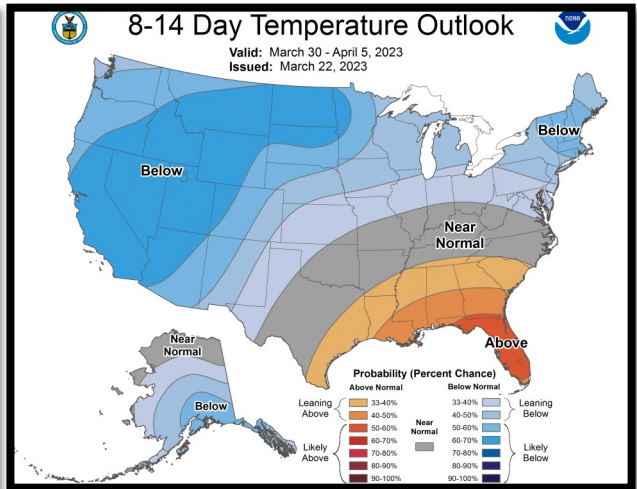 8-14 Day Temperature Outlook
Valid: March 30 - April 5, 2023
Issued: March 22, 2023
NOAA
Below
Below
Near
Normal
Above
Near
Normal
Below
Probability (Percent Chance)
Above Normal
Below Normal
Leaning
Above
33-40%
40-50%
Likely
Above
50-60%
60-70%
70-80%
80-90%
90-100%
Near
Normal
33-40%
40-50%
Leaning
Below
50-60%
60-70%
70-80%
80-90%
90-100%
Likely
Below